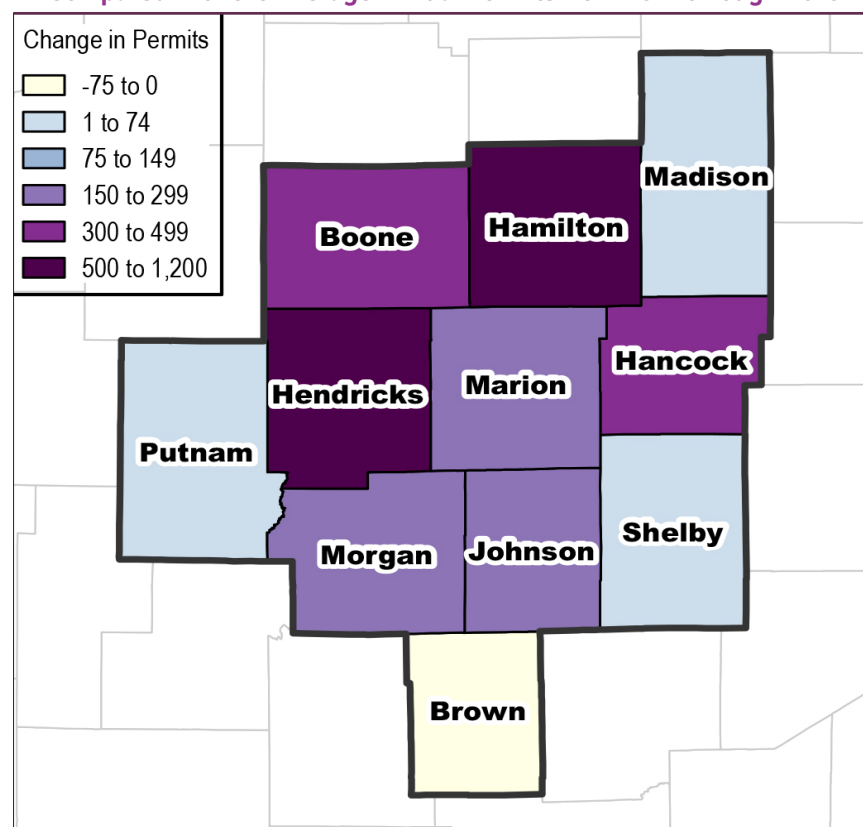 Change in Permits
-75 to 0
1 to 74
75 to 149
150 to 299
300 to 499
500 to 1,200
Madison
Hamilton
Boone
Hancock
Marion
Hendricks
Putnam
Shelby
Johnson
Morgan
Brown